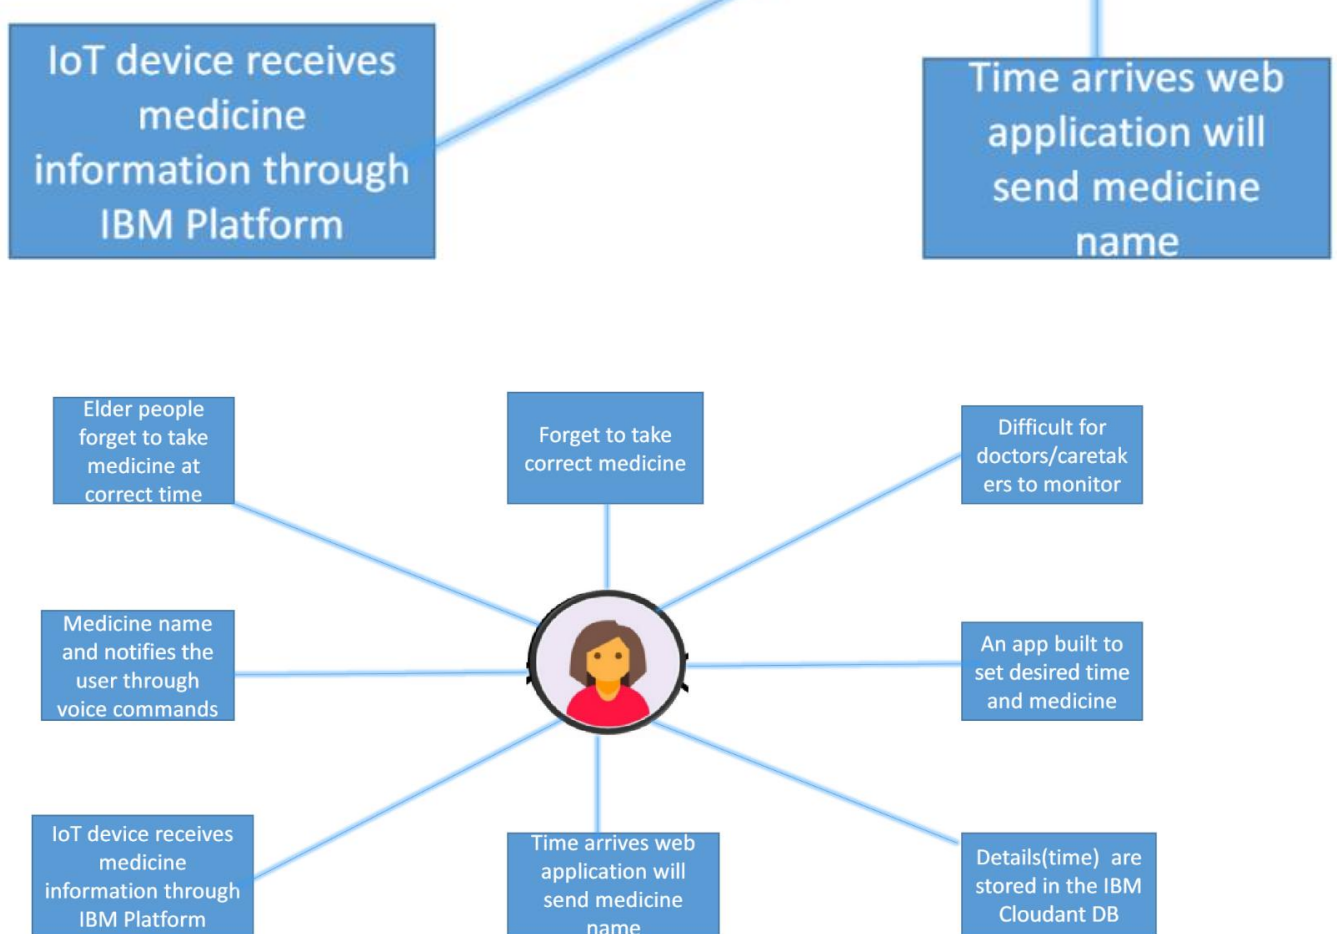 IoT device receives
medicine
information through
IBM Platform
Time arrives web
application will
send medicine
name
Elder people
forget to take
medicine at
correct time
Forget to take
correct medicine
Difficult for
doctors/caretak
ers to monitor
Medicine name
and notifies the
user through
voice commands
An app built to
set desired time
and medicine
IoT device receives
medicine
information through
IBM Platform
Time arrives web
application will
send medicine
name
Details(time) are
stored in the IBM
Cloudant DB